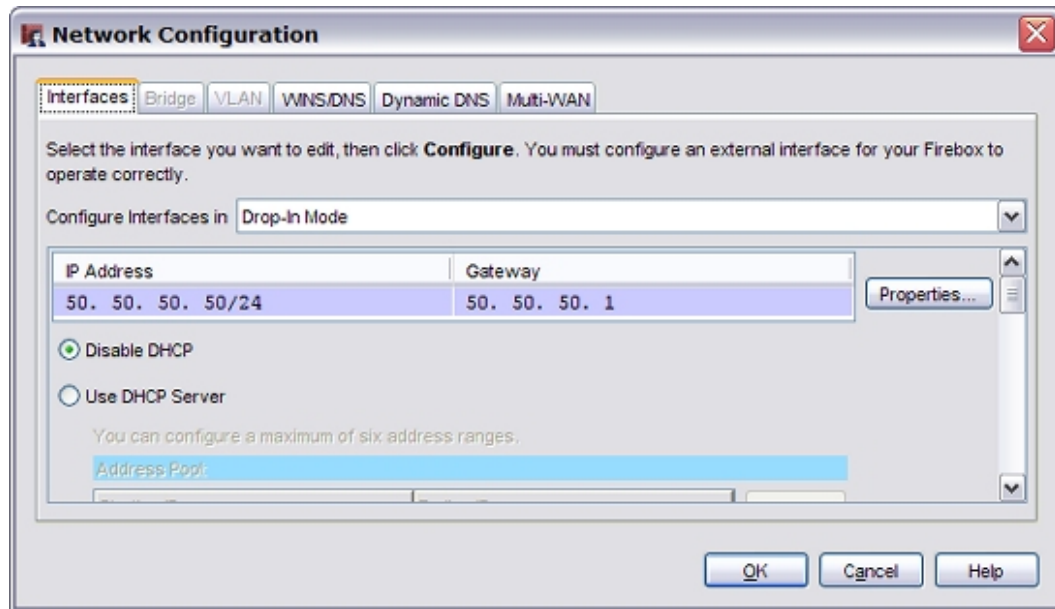 Network Configuration
Interfaces Bridge VLAN WINS/DNS Dynamic DNS Multi-WAN
Select the interface you want to edit, then click Configure. You must configure an external interface for your Firebox to
operate correctly.
Configure Interfaces in Drop-In Mode
IP Address Gateway
50. 50. 50. 50/24 50. 50. 50. 1
Properties...
Disable DHCP
Use DHCP Server
You can configure a maximum of six address ranges.
Address Pool:
OK Cancel Help